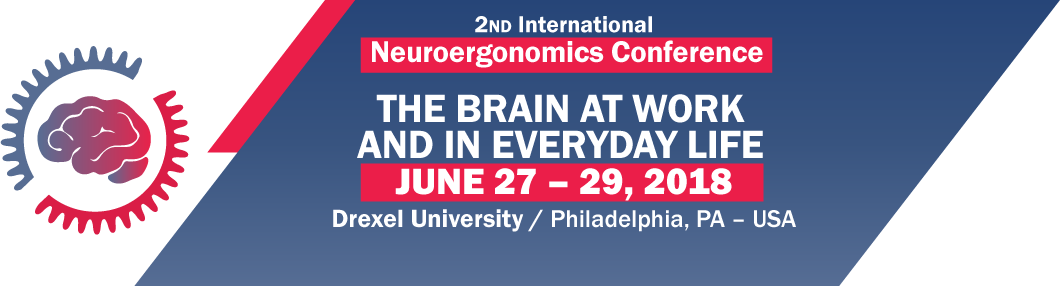 2ND International
Neuroergonomics Conference
THE BRAIN AT WORK
AND IN EVERYDAY LIFE
JUNE 27 – 29, 2018
Drexel University / Philadelphia, PA – USA